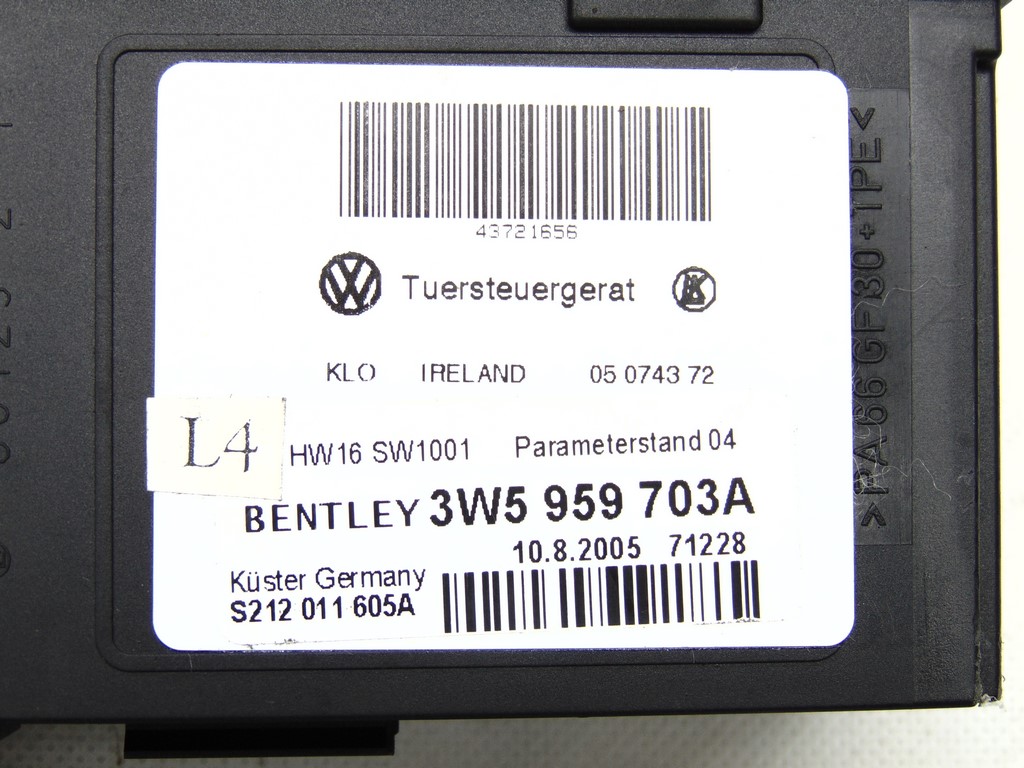 43721656
VW Tuersteuergerat K
KLO IRELAND 05 0743 72
L4
HW16 SW1001 Parameterstand 04
BENTLEY 3W5 959 703A
10.8.2005 71228
Küster Germany
S212 011 605A
>PA66 GF30+TPE<